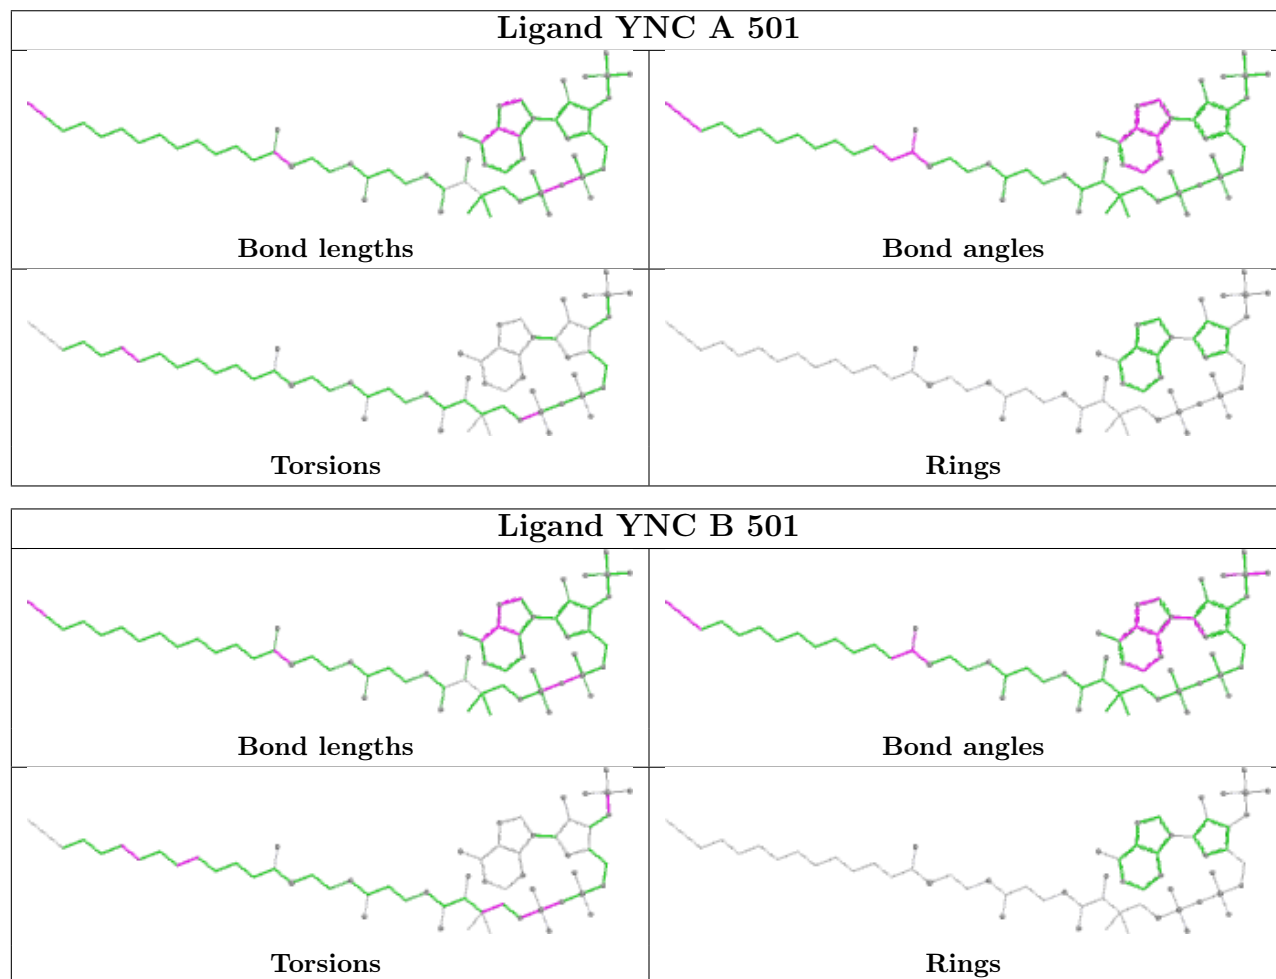 Ligand YNC A 501
Bond lengths
Bond angles
Torsions
Rings
Ligand YNC B 501
Bond lengths
Bond angles
Torsions
Rings